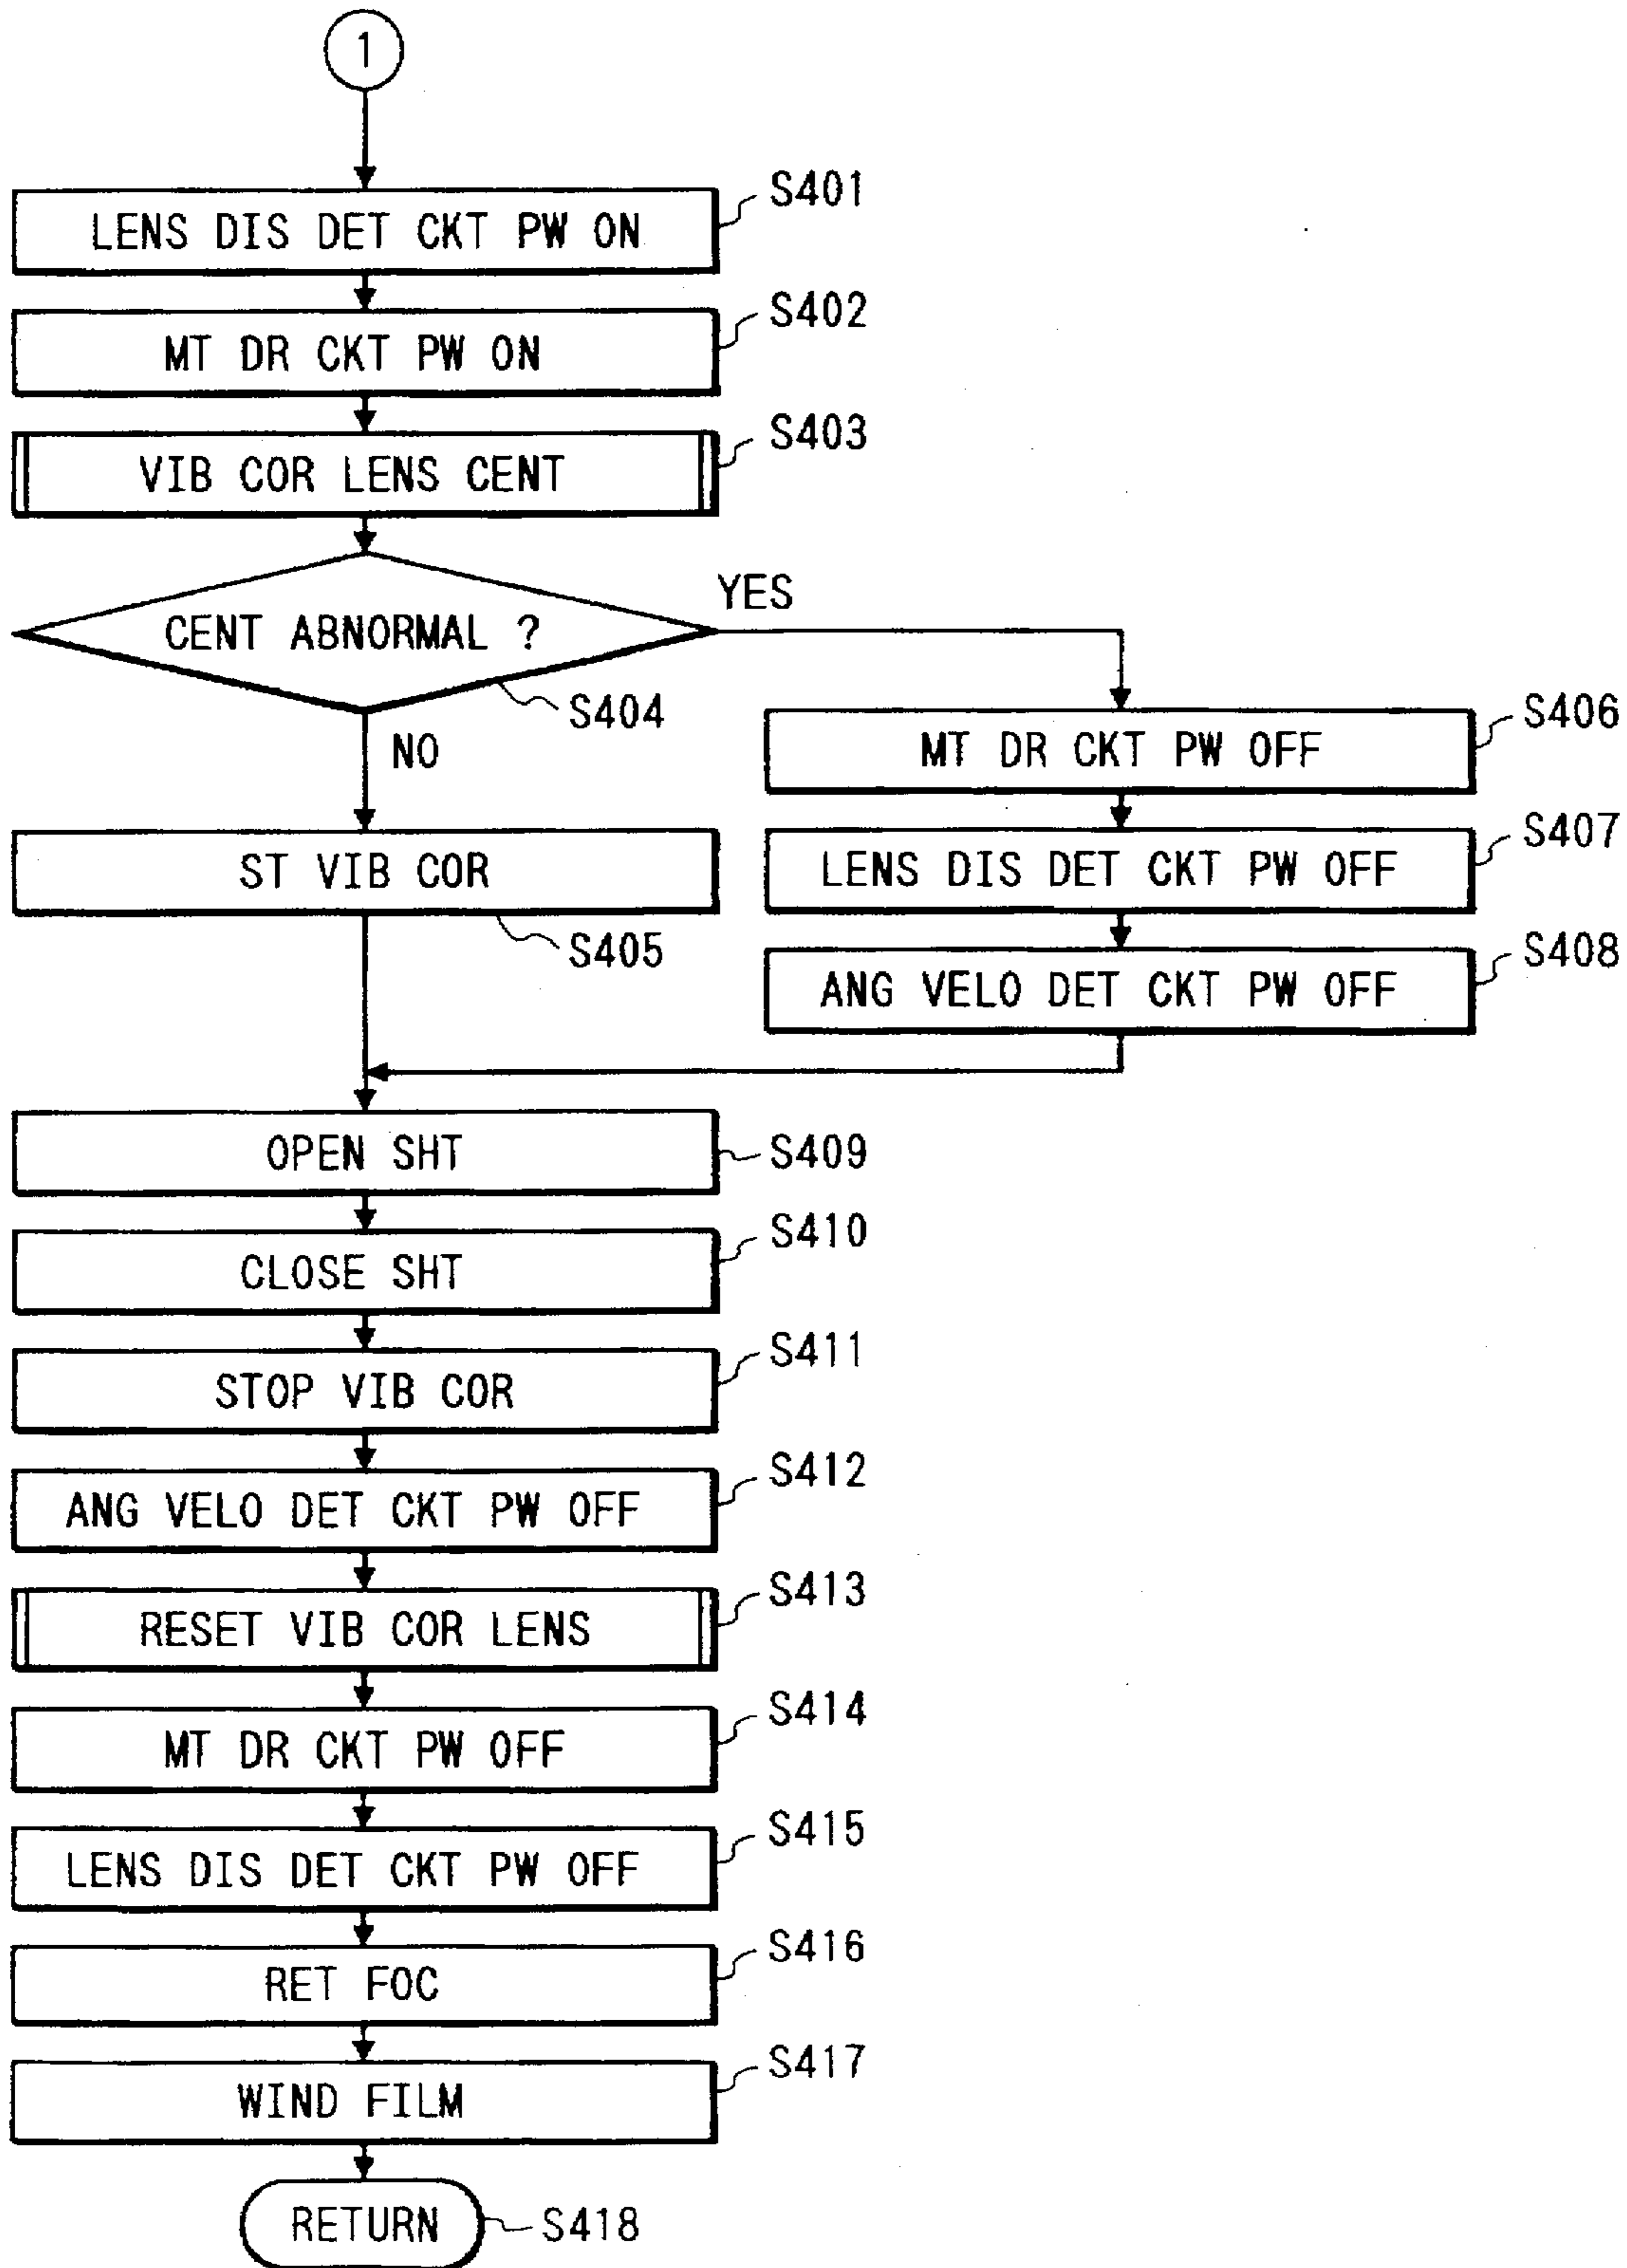 1
S401
LENS DIS DET CKT PW ON
S402
MT DR CKT PW ON
S403
VIB COR LENS CENT
CENT ABNORMAL ?
YES
S404
NO
S406
MT DR CKT PW OFF
ST VIB COR
S405
S407
LENS DIS DET CKT PW OFF
S408
ANG VELO DET CKT PW OFF
OPEN SHT
S409
S410
CLOSE SHT
S411
STOP VIB COR
S412
ANG VELO DET CKT PW OFF
S413
RESET VIB COR LENS
S414
MT DR CKT PW OFF
S415
LENS DIS DET CKT PW OFF
S416
RET FOC
S417
WIND FILM
RETURN
S418